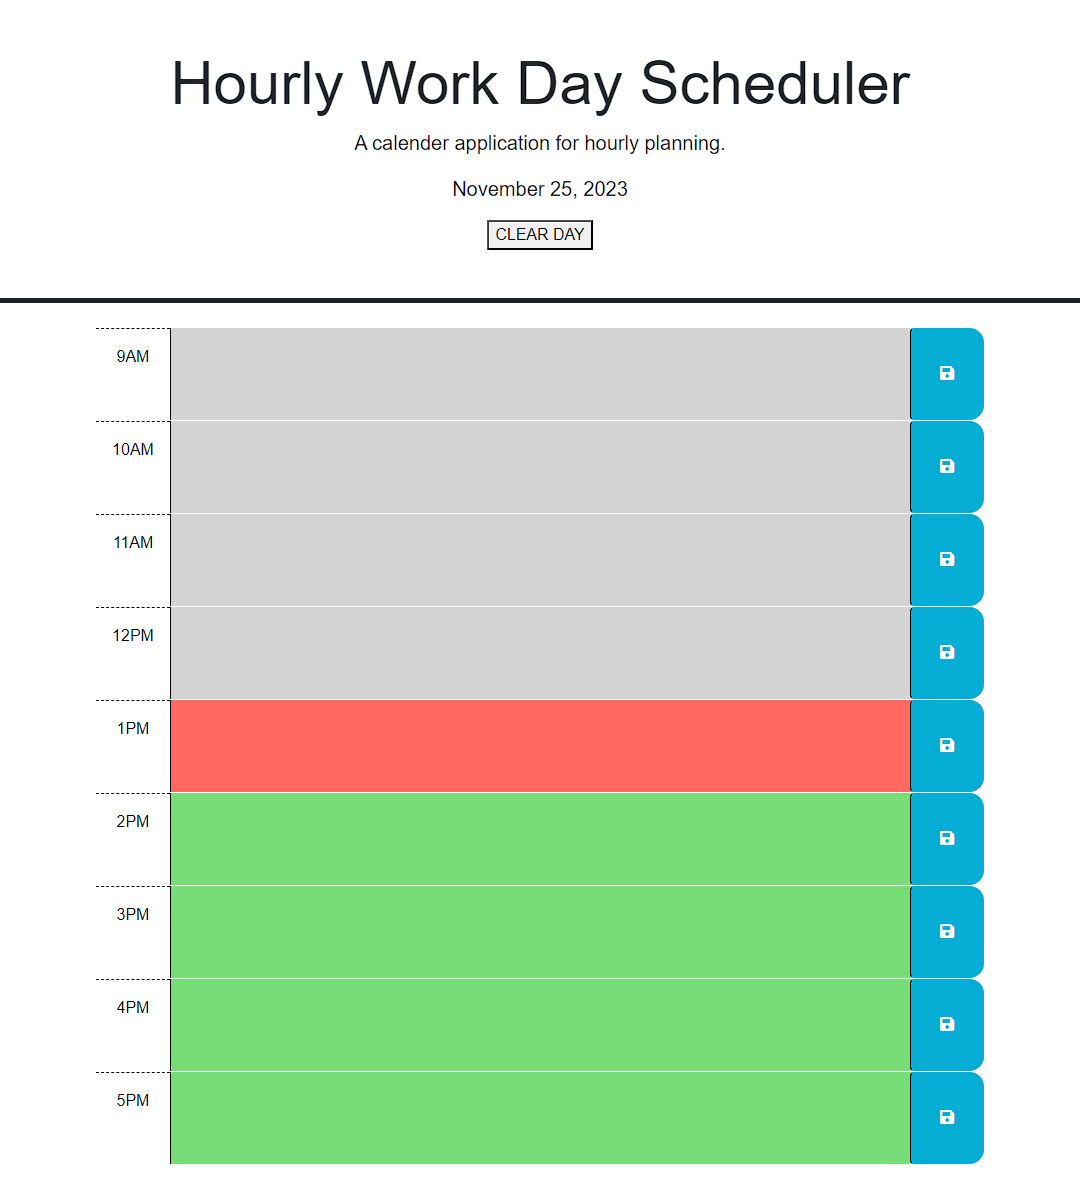 Hourly Work Day Scheduler
A calender application for hourly planning.
November 25, 2023
CLEAR DAY
9AM
10AM
11AM
12PM
1PM
2PM
3PM
4PM
5PM